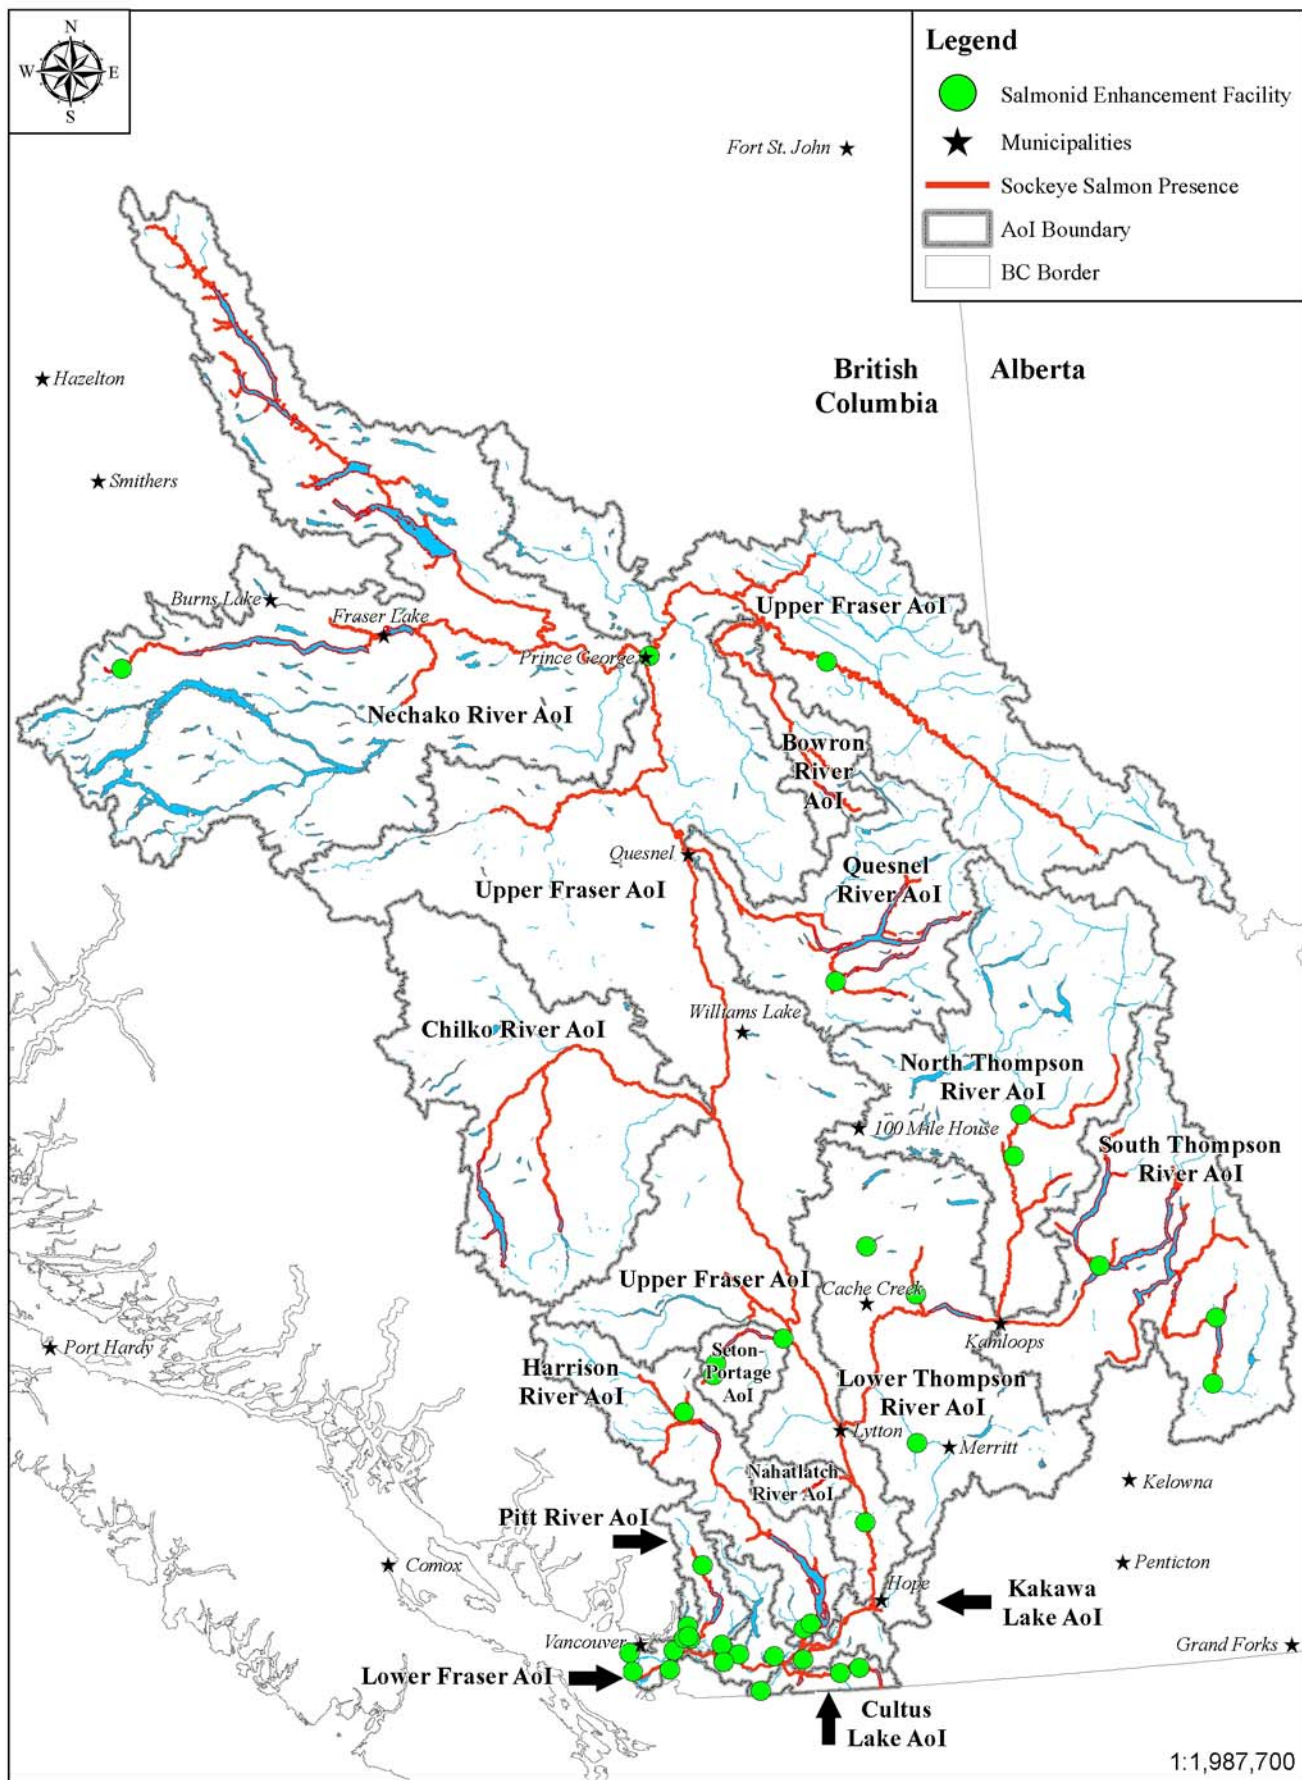 N
W E
S
Legend
Salmonid Enhancement Facility
Municipalities
Sockeye Salmon Presence
AoI Boundary
BC Border
Fort St. John
British
Columbia
Alberta
Hazelton
Smithers
Burns Lake
Fraser Lake
Upper Fraser AoI
Prince George
Nechako River AoI
Bowron
River
AoI
Quesnel
Quesnel
River AoI
Upper Fraser AoI
Williams Lake
Chilko River AoI
North Thompson
River AoI
100 Mile House
South Thompson
River AoI
Upper Fraser AoI
Cache Creek
Kamloops
Port Hardy
Seton-
Portage
AoI
Harrison
River AoI
Lower Thompson
River AoI
Lytton
Merritt
Nahatlatch
River AoI
Kelowna
Pitt River AoI
Comox
Penticton
Hope
Kakawa
Lake AoI
Vancouver
Grand Forks
Lower Fraser AoI
Cultus
Lake AoI
1:1,987,700